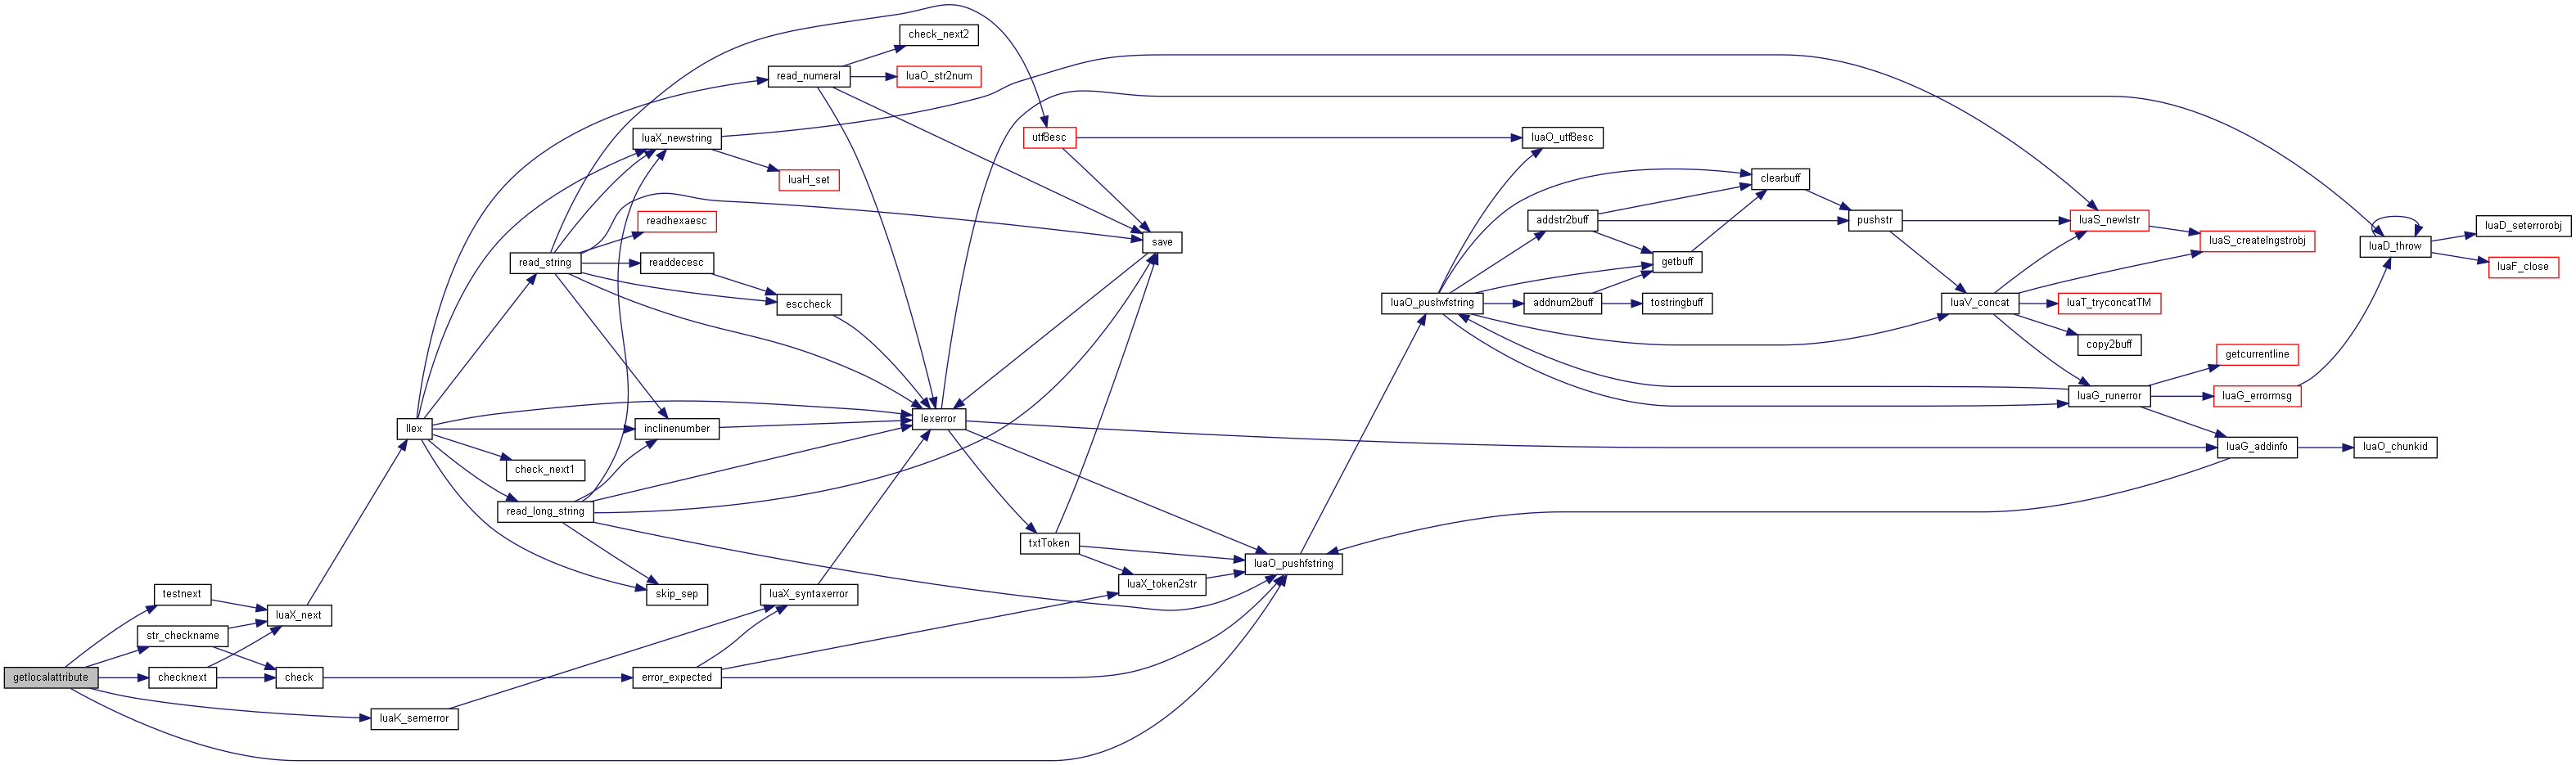 getlocalattribute
testnext
str_checkname
checknext
luaX_next
check
luaK_semerror
llex
read_string
check_next1
read_long_string
luaX_newstring
readhexaesc
readdecesc
inclinenumber
skip_sep
error_expected
read_numeral
luaH_set
esccheck
luaX_syntaxerror
check_next2
luaO_str2num
lexerror
utf8esc
txtToken
save
luaX_token2str
luaO_pushfstring
luaO_pushvfstring
luaO_utf8esc
addstr2buff
addnum2buff
clearbuff
getbuff
tostringbuff
pushstr
luaV_concat
luaS_newlstr
luaT_tryconcatTM
copy2buff
luaG_runerror
luaS_createlngstrobj
getcurrentline
luaG_errormsg
luaG_addinfo
luaD_throw
luaO_chunkid
luaD_seterrorobj
luaF_close